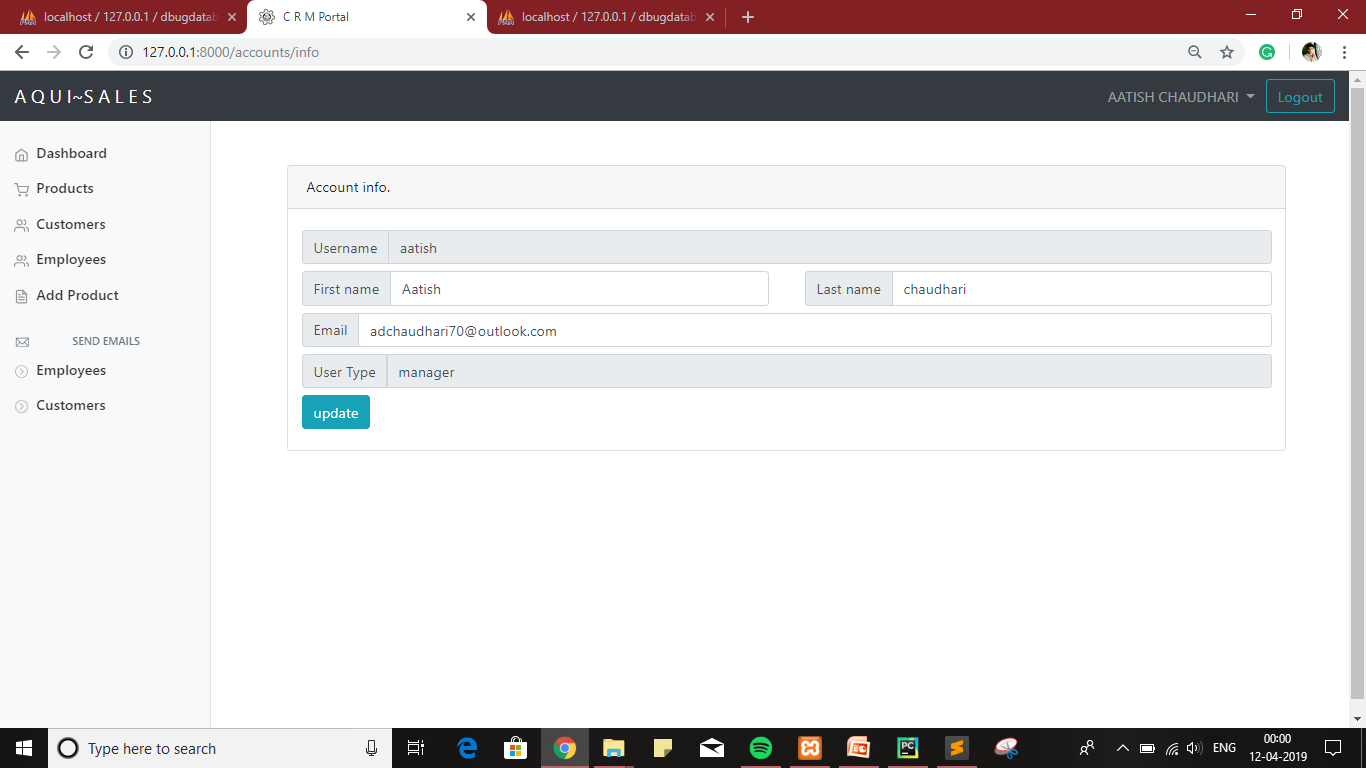 localhost / 127.0.0.1 / dbugdatab
C R M Portal
localhost / 127.0.0.1 / dbugdatab
127.0.0.1:8000/accounts/info
A Q U I ~ S A L E S
AATISH CHAUDHARI
Logout
Dashboard
Products
Customers
Employees
Add Product
SEND EMAILS
Employees
Customers
Account info.
Username aatish
First name Aatish Last name chaudhari
Email adchaudhari70@outlook.com
User Type manager
update
Type here to search
ENG
00:00
12-04-2019